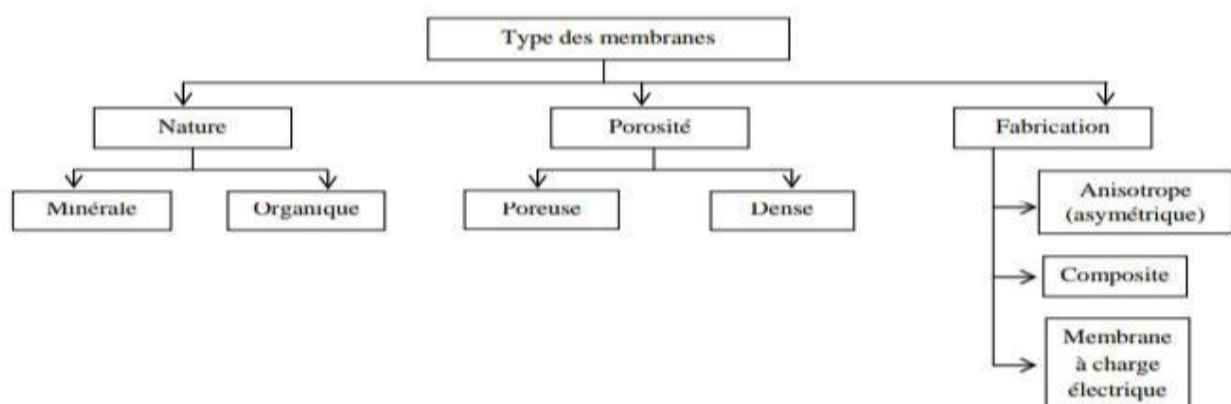 Type des membranes
Nature
Porosité
Fabrication
Minérale
Organique
Poreuse
Dense
Anisotrope
(asymétrique)
Composite
Membrane
à charge
électrique